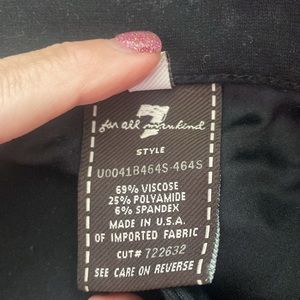 7
for all mankind
STYLE
U0041B464S-464S
69% VISCOSE
25% POLYAMIDE
6% SPANDEX
MADE IN U.S.A.
OF IMPORTED FABRIC
CUT# 722632
SEE CARE ON REVERSE